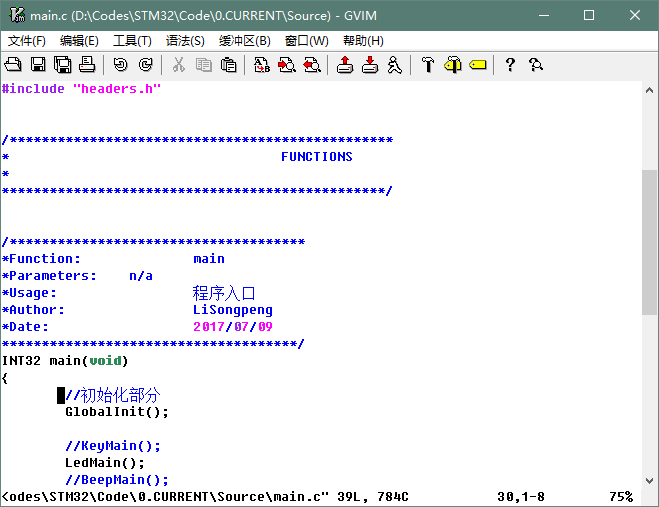 main.c (D:\Codes\STM32\Code\0.CURRENT\Source) - GVIM
文件(F) 编辑(E) 工具(T) 语法(S) 缓冲区(B) 窗口(W) 帮助(H)
#include "headers.h"
/************************************************
* FUNCTIONS
*
************************************************/
/*************************************
*Function: main
*Parameters: n/a
*Usage: 程序入口
*Author: LiSongpeng
*Date: 2017/07/09
*************************************/
INT32 main(void)
{
//初始化部分
GlobalInit();
//KeyMain();
LedMain();
//BeepMain();
<odes\STM32\Code\0.CURRENT\Source\main.c" 39L, 784C 30,1-8 75%